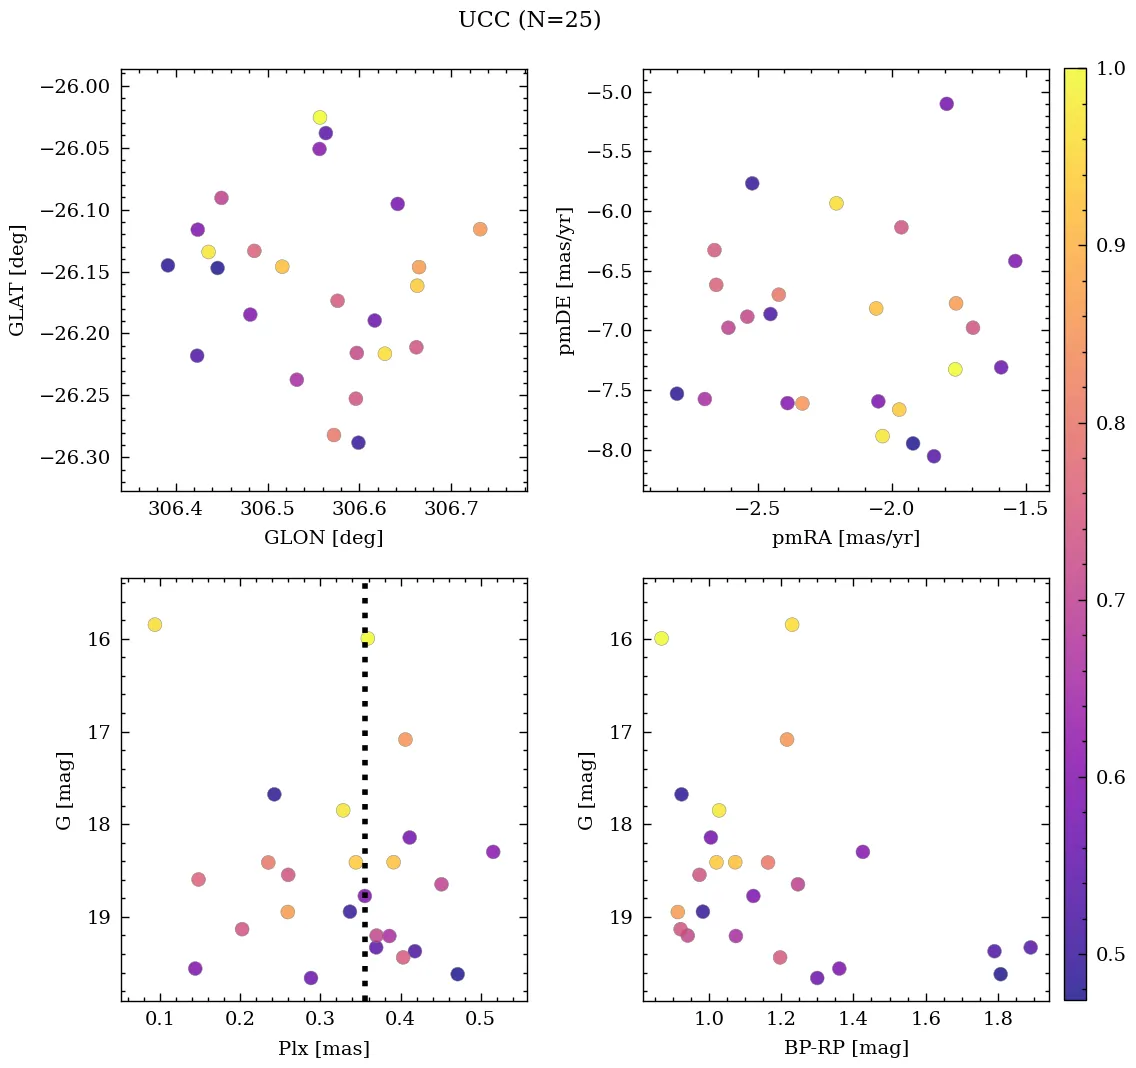 UCC (N=25)
−26.00
−26.05
−26.10
−26.15
−26.20
−26.25
−26.30
GLAT [deg]
306.4 306.5 306.6 306.7
GLON [deg]
−5.0
−5.5
−6.0
−6.5
−7.0
−7.5
−8.0
pmDE [mas/yr]
−2.5 −2.0 −1.5
pmRA [mas/yr]
16
17
18
19
G [mag]
0.1 0.2 0.3 0.4 0.5
Plx [mas]
16
17
18
19
G [mag]
1.0 1.2 1.4 1.6 1.8
BP-RP [mag]
1.0
0.9
0.8
0.7
0.6
0.5